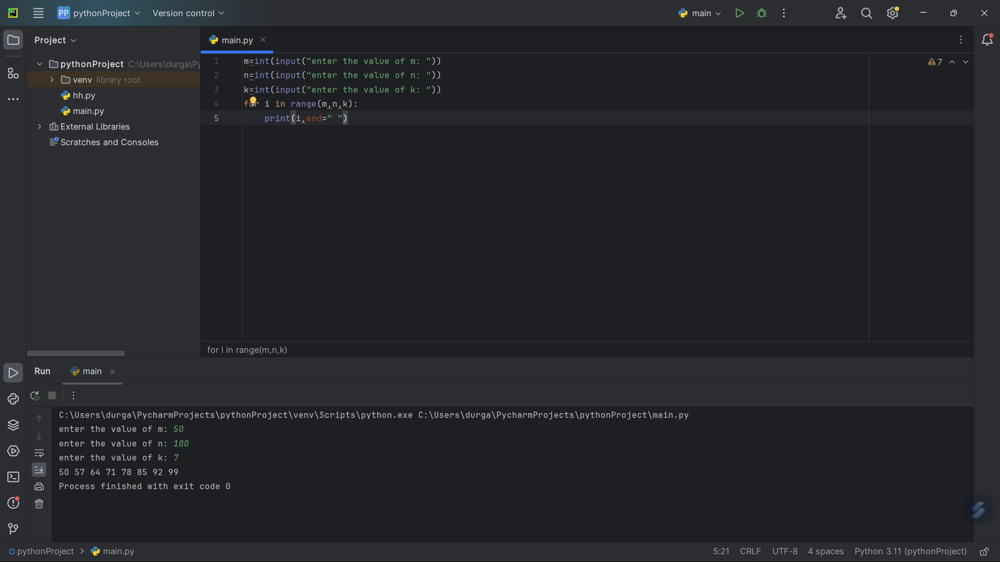 PP pythonProject Version control main
Project
main.py
pythonProject C:\Users\durga\Py
venv library root
hh.py
main.py
External Libraries
Scratches and Consoles
1 m=int(input("enter the value of m: "))
2 n=int(input("enter the value of n: "))
3 k=int(input("enter the value of k: "))
4 for i in range(m,n,k):
5     print(i,end=" ")
7
for i in range(m,n,k)
Run main
C:\Users\durga\PycharmProjects\pythonProject\venv\Scripts\python.exe C:\Users\durga\PycharmProjects\pythonProject\main.py
enter the value of m: 50
enter the value of n: 100
enter the value of k: 7
50 57 64 71 78 85 92 99
Process finished with exit code 0
pythonProject > main.py 5:21 CRLF UTF-8 4 spaces Python 3.11 (pythonProject)